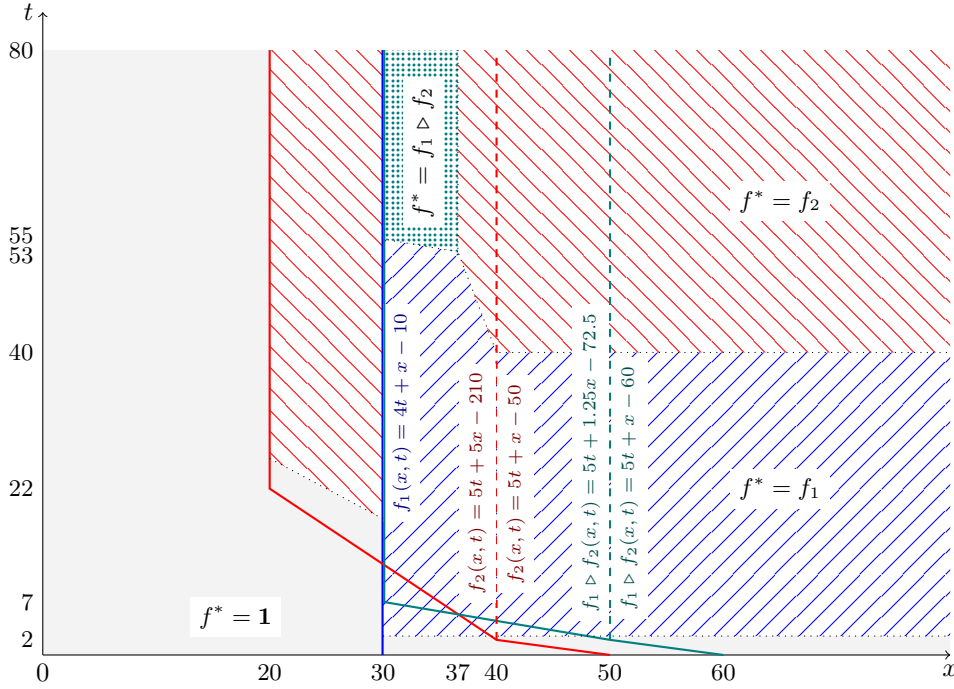 t
80
55
53
40
22
7
2
f* = f₁ ▷ f₂
f* = f₂
f₁(x, t) = 4t + x − 10
f₂(x, t) = 5t + 5x − 210
f₂(x, t) = 5t + x − 50
f₁ ▷ f₂(x, t) = 5t + 1.25x − 72.5
f₁ ▷ f₂(x, t) = 5t + x − 60
f* = f₁
f* = 1
0
20
30
37
40
50
60
x